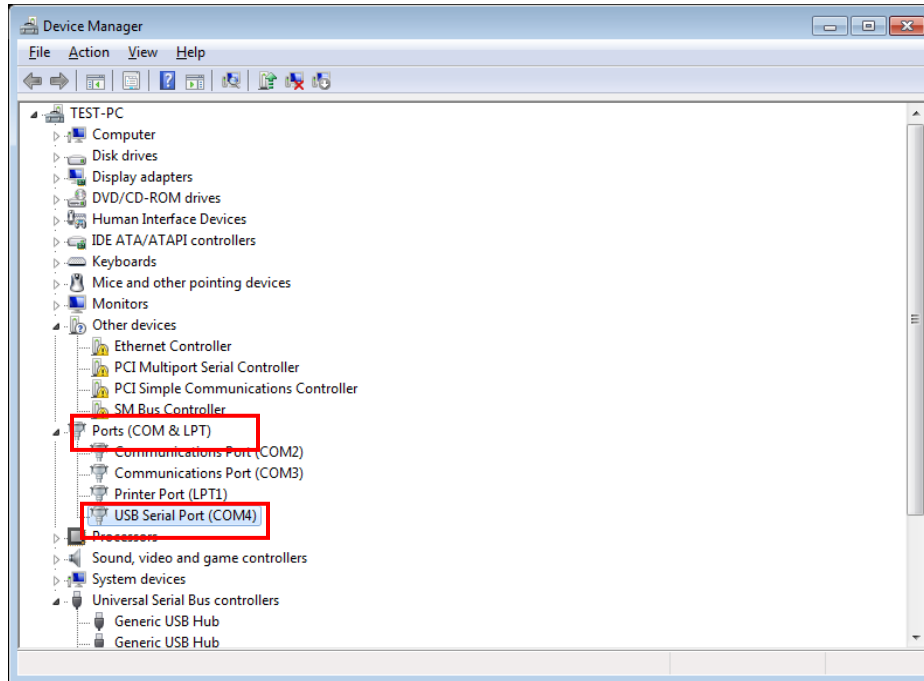 Device Manager
File Action View Help
TEST-PC
Computer
Disk drives
Display adapters
DVD/CD-ROM drives
Human Interface Devices
IDE ATA/ATAPI controllers
Keyboards
Mice and other pointing devices
Monitors
Other devices
Ethernet Controller
PCI Multiport Serial Controller
PCI Simple Communications Controller
SM Bus Controller
Ports (COM & LPT)
Communications Port (COM2)
Communications Port (COM3)
Printer Port (LPT1)
USB Serial Port (COM4)
Processors
Sound, video and game controllers
System devices
Universal Serial Bus controllers
Generic USB Hub
Generic USB Hub